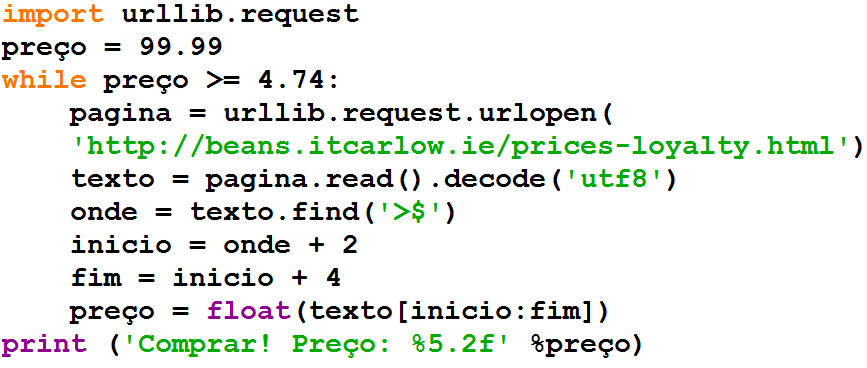 import urllib.request
preço = 99.99
while preço >= 4.74:
    pagina = urllib.request.urlopen(
    'http://beans.itcarlow.ie/prices-loyalty.html')
    texto = pagina.read().decode('utf8')
    onde = texto.find('>$')
    inicio = onde + 2
    fim = inicio + 4
    preço = float(texto[inicio:fim])
print ('Comprar! Preço: %5.2f' %preço)